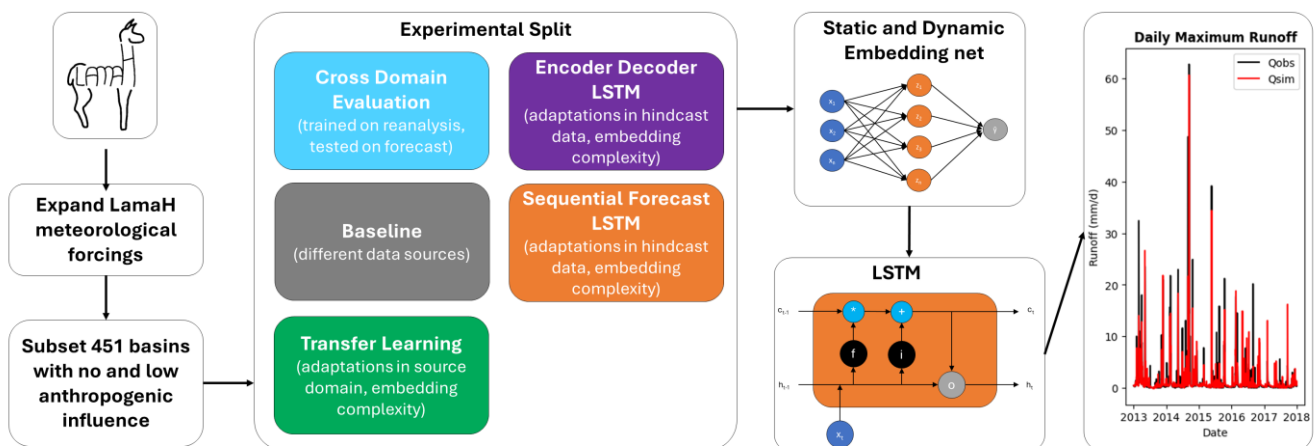 Expand LamaH
meteorological
forcings
Subset 451 basins
with no and low
anthropogenic
influence
Experimental Split
Cross Domain
Evaluation
(trained on reanalysis,
tested on forecast)
Encoder Decoder
LSTM
(adaptations in hindcast
data, embedding
complexity)
Baseline
(different data sources)
Sequential Forecast
LSTM
(adaptations in hindcast
data, embedding
complexity)
Transfer Learning
(adaptations in source
domain, embedding
complexity)
Static and Dynamic
Embedding net
LSTM
*
+
f
i
O
Daily Maximum Runoff
Qobs
Qsim
Runoff (mm/d)
60
50
40
30
20
10
0
2013 2014 2015 2016 2017 2018
Date